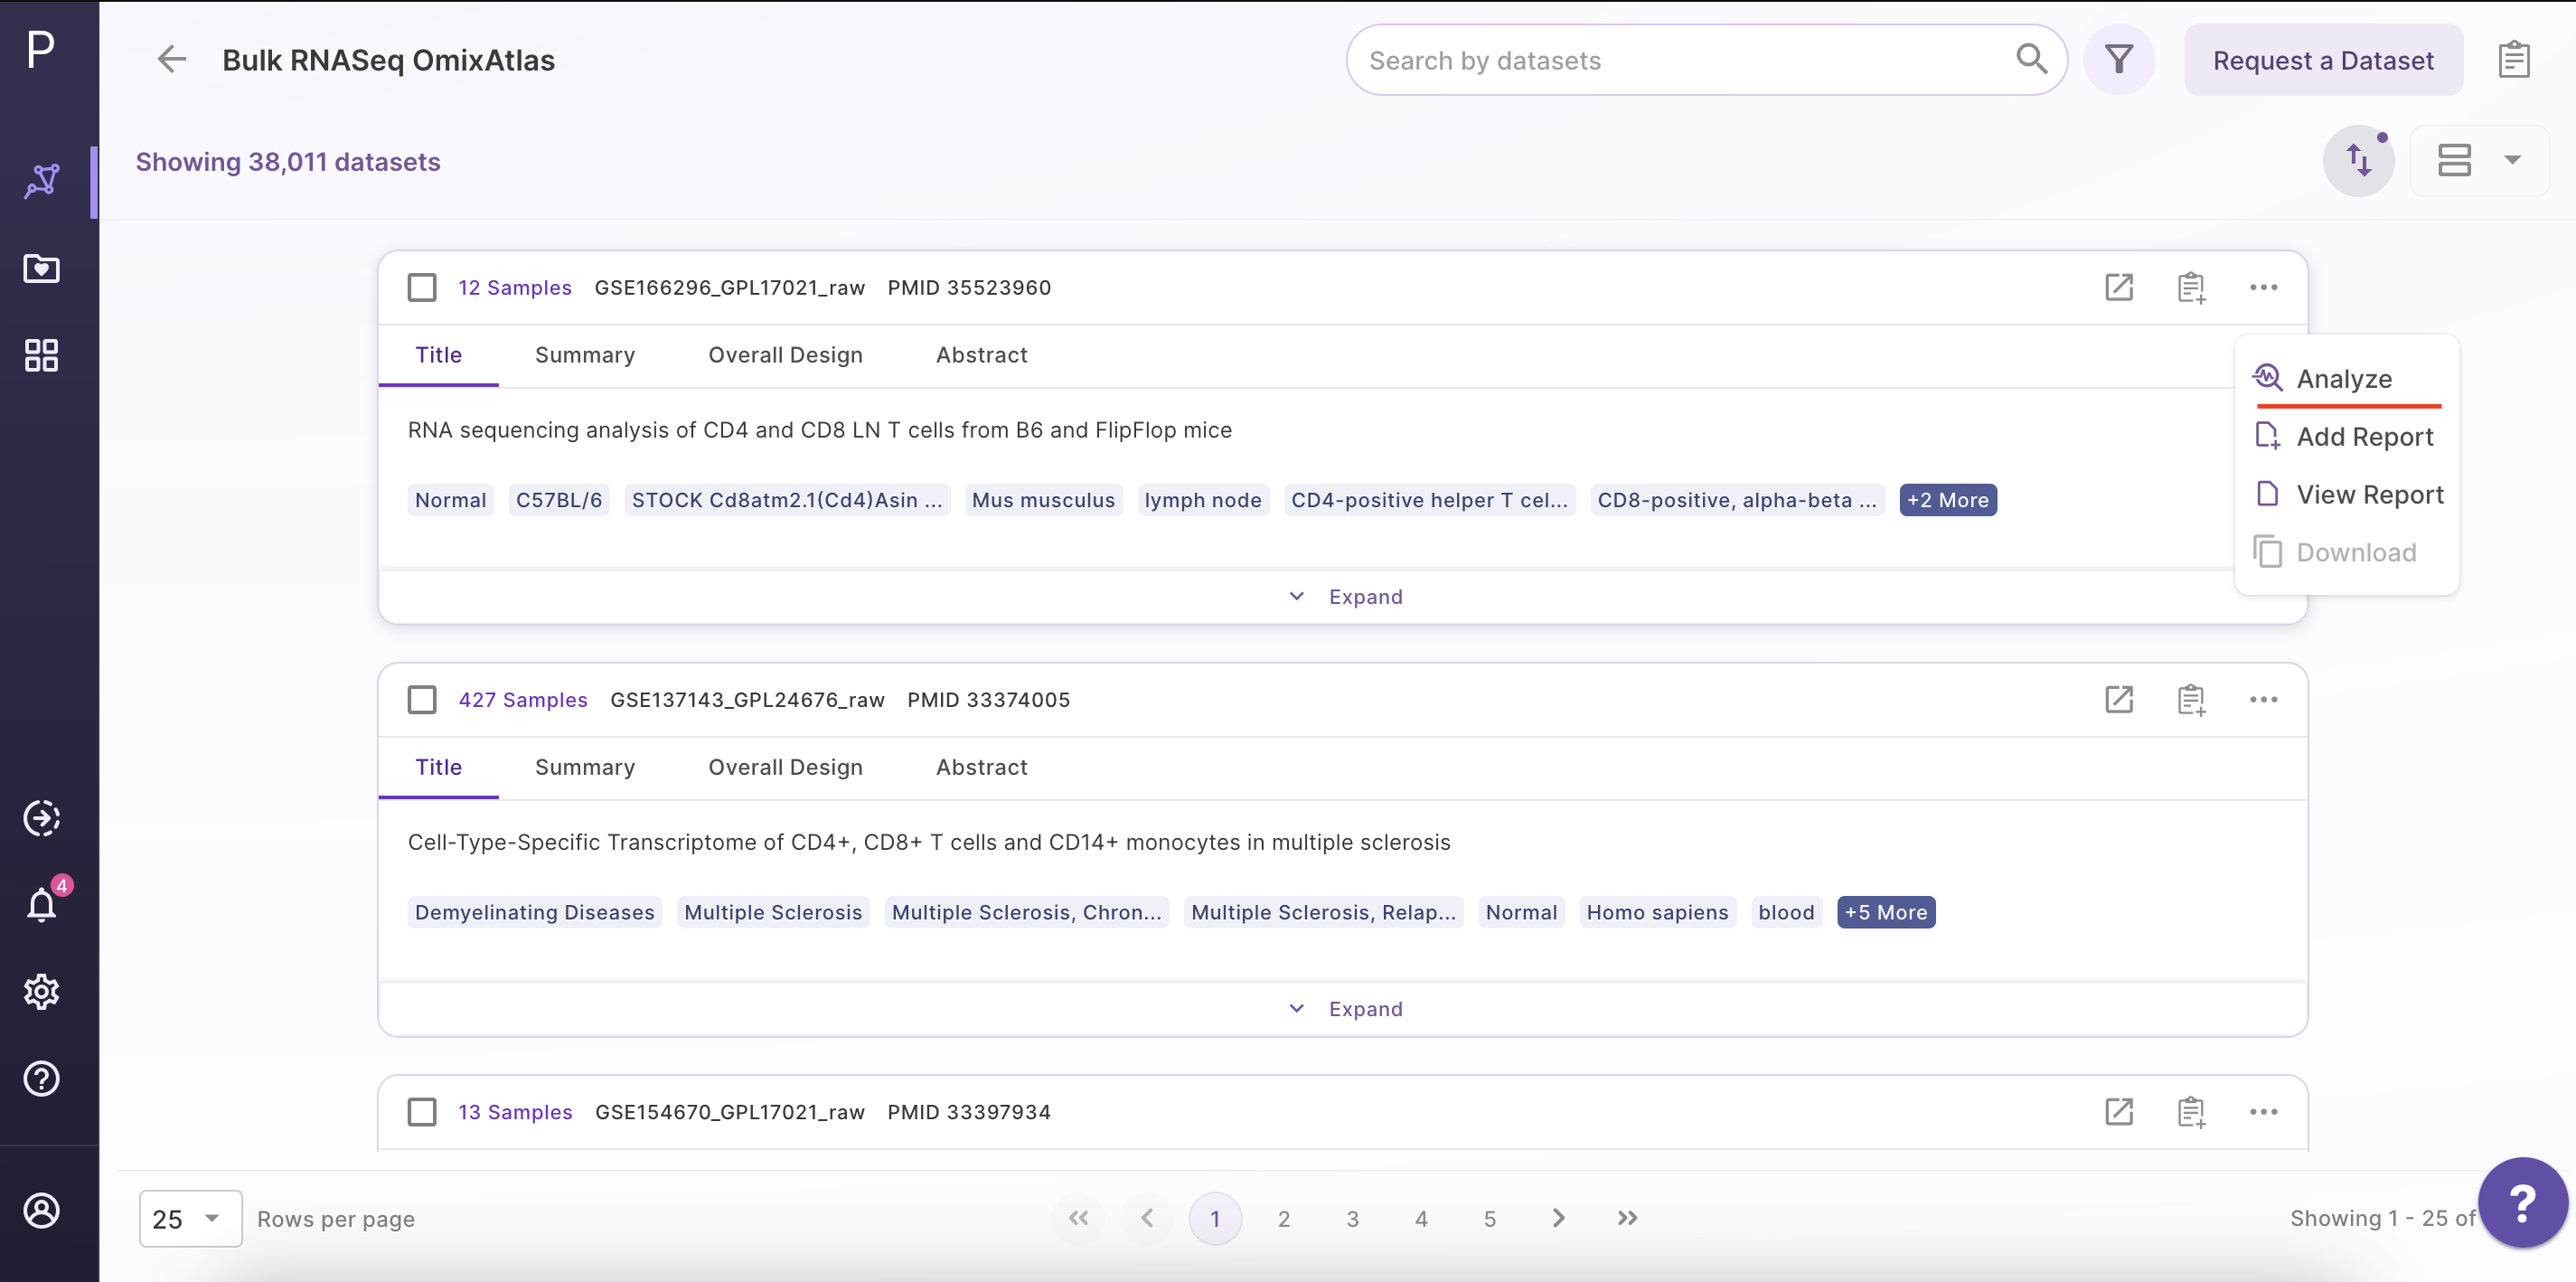 P
Bulk RNASeq OmixAtlas
Search by datasets
Request a Dataset
Showing 38,011 datasets
12 Samples GSE166296_GPL17021_raw PMID 35523960
Title Summary Overall Design Abstract
RNA sequencing analysis of CD4 and CD8 LN T cells from B6 and FlipFlop mice
Normal C57BL/6 STOCK Cd8atm2.1(Cd4)Asin ... Mus musculus lymph node CD4-positive helper T cel... CD8-positive, alpha-beta ... +2 More
Expand
Analyze
Add Report
View Report
Download
427 Samples GSE137143_GPL24676_raw PMID 33374005
Title Summary Overall Design Abstract
Cell-Type-Specific Transcriptome of CD4+, CD8+ T cells and CD14+ monocytes in multiple sclerosis
Demyelinating Diseases Multiple Sclerosis Multiple Sclerosis, Chron... Multiple Sclerosis, Relap... Normal Homo sapiens blood +5 More
Expand
4
13 Samples GSE154670_GPL17021_raw PMID 33397934
25 Rows per page
1 2 3 4 5
Showing 1 - 25 of
?